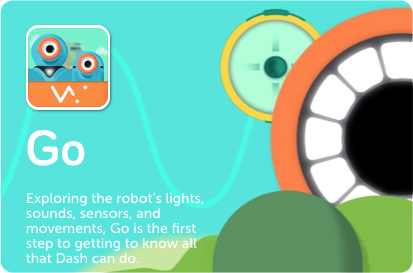 Go
Exploring the robot's lights,
sounds, sensors, and
movements, Go is the first
step to getting to know all
that Dash can do.